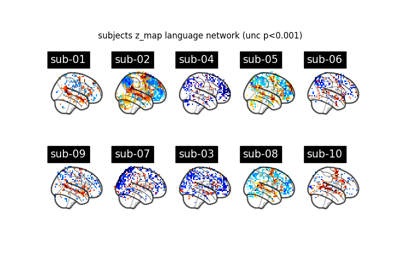 subjects z_map language network (unc p<0.001)
sub-01 sub-02 sub-04 sub-05 sub-06
sub-09 sub-07 sub-03 sub-08 sub-10